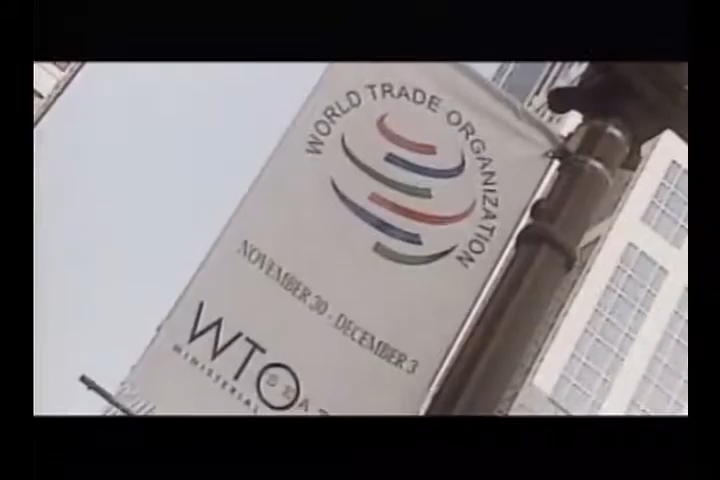 WORLD TRADE ORGANIZATION
NOVEMBER 30 - DECEMBER 3
WTO
MINISTERIAL